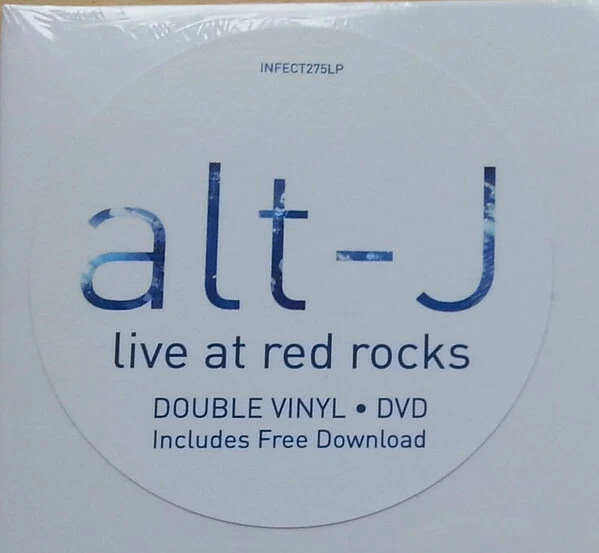 INFECT275LP
alt-J
live at red rocks
DOUBLE VINYL • DVD
Includes Free Download